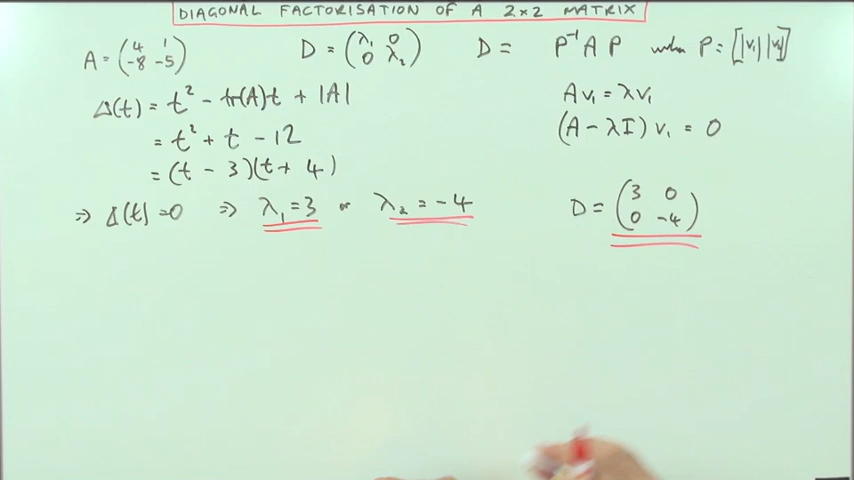 DIAGONAL FACTORISATION OF A 2×2 MATRIX
A = (4 1 -8 -5) D = (λ₁ 0 0 λ₂) D = P⁻¹ A P when P = [|v₁| |v₂|]
Δ(t) = t² - tr(A)t + |A| Av₁ = λv₁
= t² + t - 12 (A - λI) v₁ = 0
= (t - 3)(t + 4)
⇒ Δ(t) = 0 ⇒ λ₁ = 3 or λ₂ = -4 D = (3 0 0 -4)